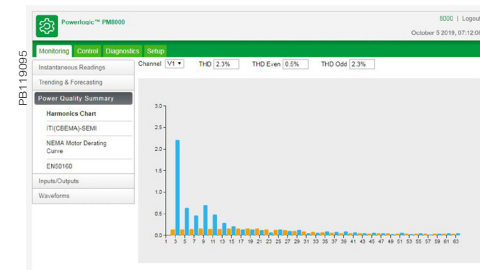 Powerlogic™ PM8000
8000 | Logout
October 5 2019, 07:12:08
Monitoring Control Diagnostics Setup
PB119095
Instantaneous Readings
Channel V1 THD 2.3% THD Even 0.5% THD Odd 2.3%
Trending & Forecasting
Power Quality Summary
Harmonics Chart
ITI(CBEMA)-SEMI
NEMA Motor Derating
Curve
EN50160
Inputs/Outputs
Waveforms
3.0
2.5
2.0
1.5
1.0
0.5
0.0
1 3 5 7 9 11 13 15 17 19 21 23 25 27 29 31 33 35 37 39 41 43 45 47 49 51 53 55 57 59 61 63